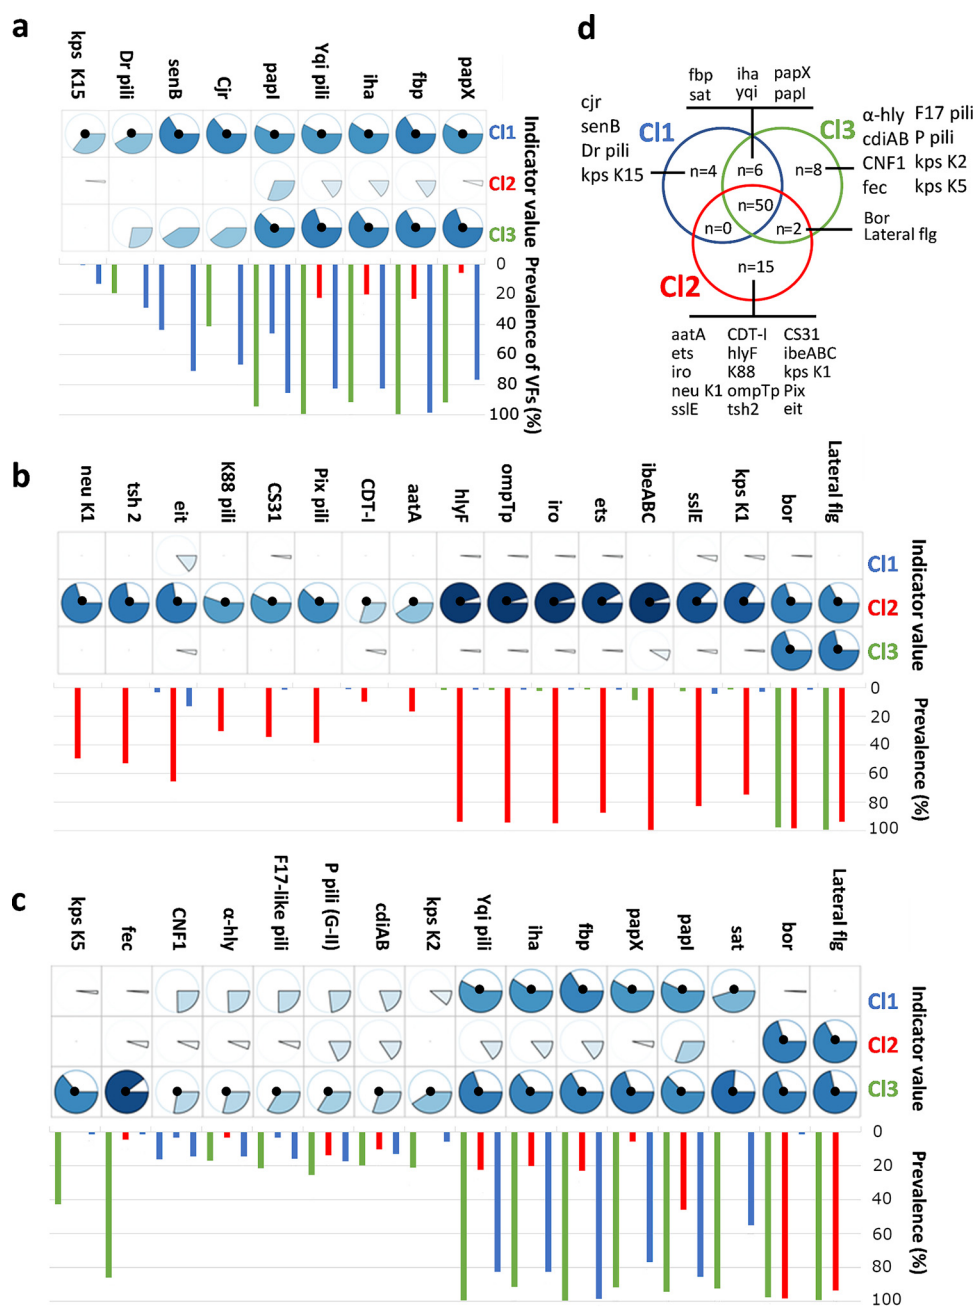 a
kps K15
Dr pili
senB
Cjr
papI
Yqi pili
iha
fbp
papX
Cl1
Cl2
Cl3
Indicator value
0
20
40
60
80
100
Prevalence of VFs (%)
d
fbp
sat
iha
yqi
papX
papI
cjr
senB
Dr pili
kps K15
Cl1
Cl3
α-hly
cdiAB
CNF1
fec
F17 pili
P pili
kps K2
kps K5
n=4
n=6
n=8
n=50
n=0
n=2
Bor
Lateral flg
n=15
Cl2
aatA CDT-I CS31
ets hlyF ibeABC
iro K88 kps K1
neu K1 ompTp Pix
sslE tsh2 eit
b
neu K1
tsh 2
eit
K88 pili
CS31
Pix pili
CDT-I
aatA
hlyF
ompTp
iro
ets
ibeABC
sslE
kps K1
bor
Lateral flg
Cl1
Cl2
Cl3
Indicator value
0
20
40
60
80
100
Prevalence (%)
c
kps K5
fec
CNF1
α-hly
F17-like pili
P pili (G-II)
cdiAB
kps K2
Yqi pili
iha
fbp
papX
papI
sat
bor
Lateral flg
Cl1
Cl2
Cl3
Indicator value
0
20
40
60
80
100
Prevalence (%)